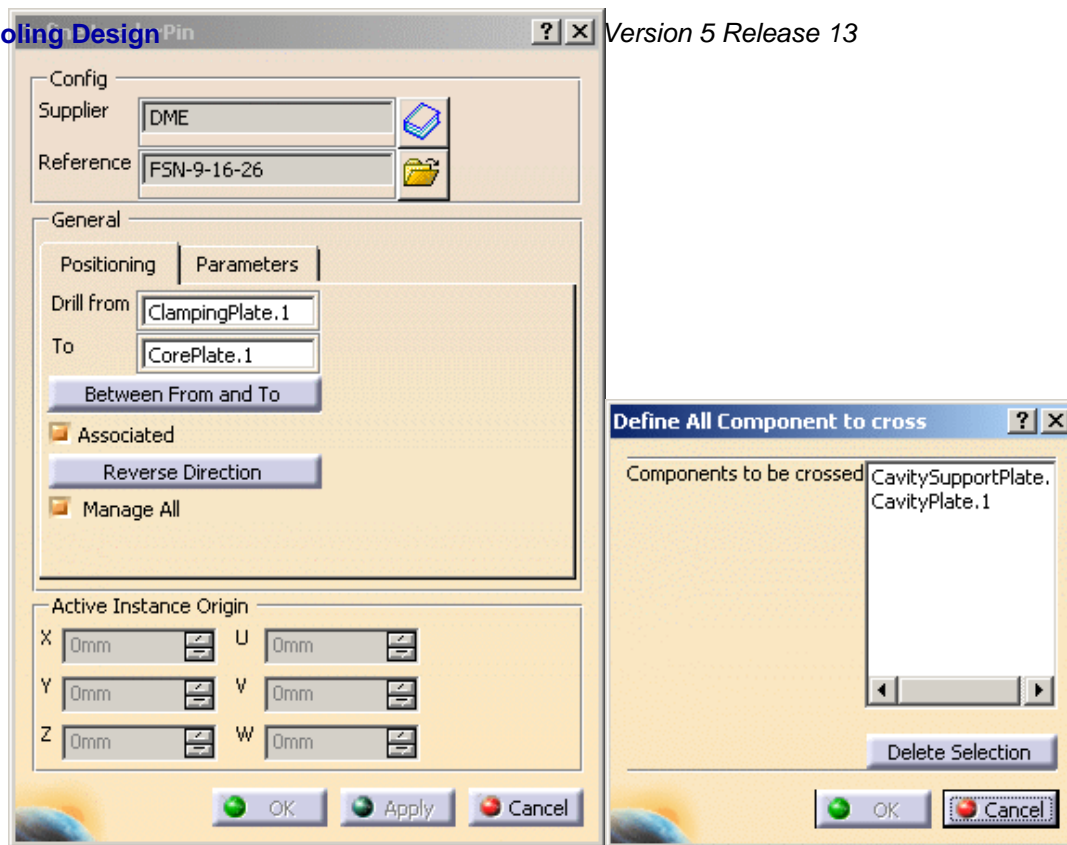 oling Design
Version 5 Release 13
Pin
Config
Supplier DME
Reference FSN-9-16-26
General
Positioning Parameters
Drill from ClampingPlate.1
To CorePlate.1
Between From and To
Associated
Reverse Direction
Manage All
Active Instance Origin
X 0mm U 0mm
Y 0mm V 0mm
Z 0mm W 0mm
OK Apply Cancel
Define All Component to cross
Components to be crossed CavitySupportPlate.
CavityPlate.1
Delete Selection
OK Cancel